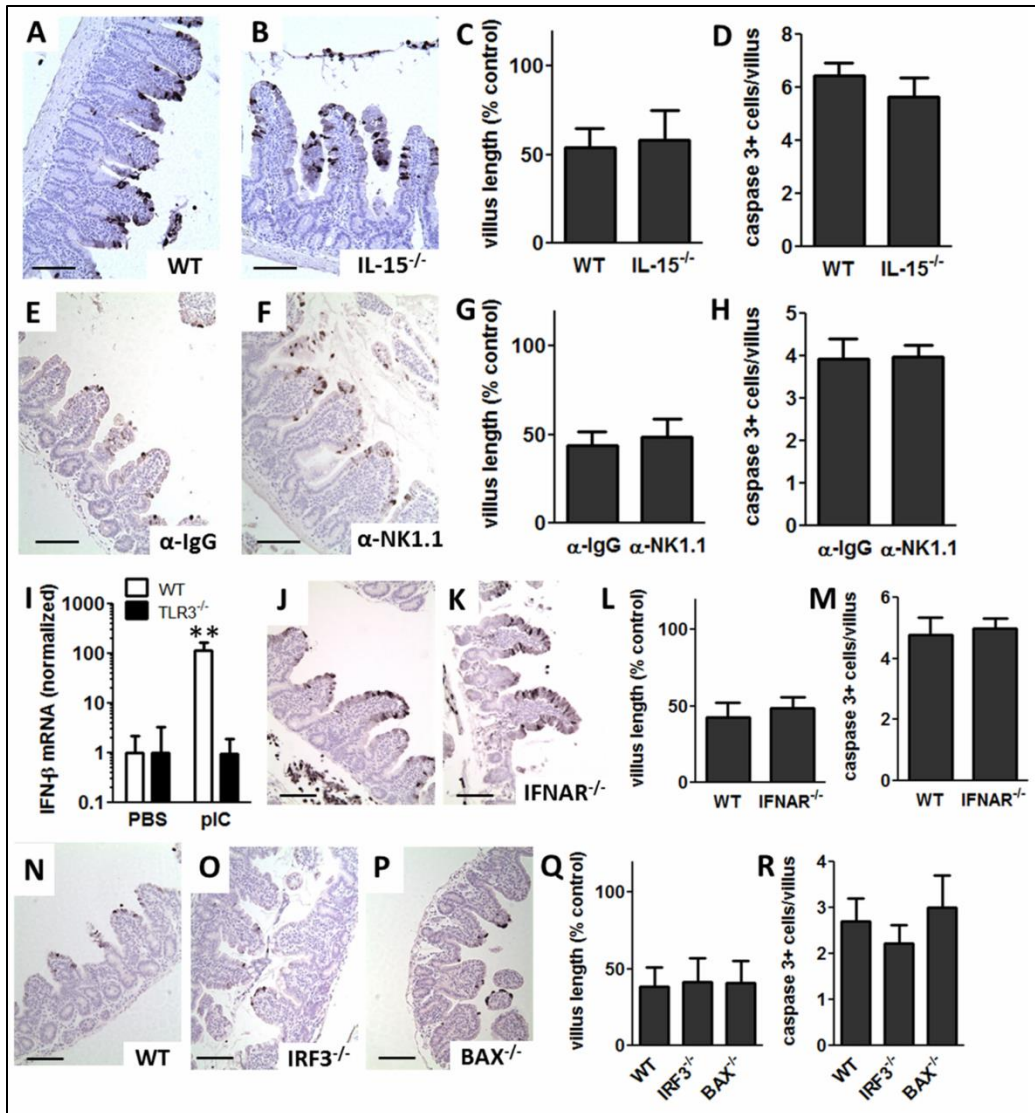 A
WT
B
IL-15-/-
C
villus length (% control)
100
50
0
WT IL-15-/-
D
caspase 3+ cells/villus
8
6
4
2
0
WT IL-15-/-
E
α-IgG
F
α-NK1.1
G
villus length (% control)
100
50
0
α-IgG α-NK1.1
H
caspase 3+ cells/villus
5
4
3
2
1
0
α-IgG α-NK1.1
I
WT
TLR3-/-
IFN-β mRNA (normalized)
1000
100
10
1
0.1
**
PBS pIC
J
K
IFNAR-/-
L
villus length (% control)
100
50
0
WT IFNAR-/-
M
caspase 3+ cells/villus
6
4
2
0
WT IFNAR-/-
N
WT
O
IRF3-/-
P
BAX-/-
Q
villus length (% control)
100
50
0
WT IRF3-/- BAX-/-
R
caspase 3+ cells/villus
4
3
2
1
0
WT IRF3-/- BAX-/-